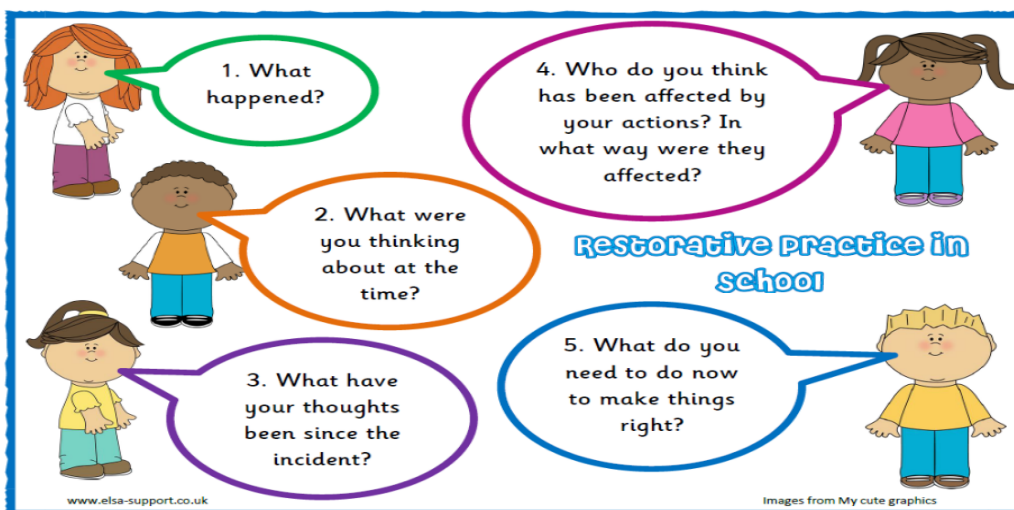 1. What
happened?
2. What were
you thinking
about at the
time?
3. What have
your thoughts
been since the
incident?
4. Who do you think
has been affected by
your actions? In
what way were they
affected?
Restorative Practice in
School
5. What do you
need to do now
to make things
right?
www.elsa-support.co.uk
Images from My cute graphics